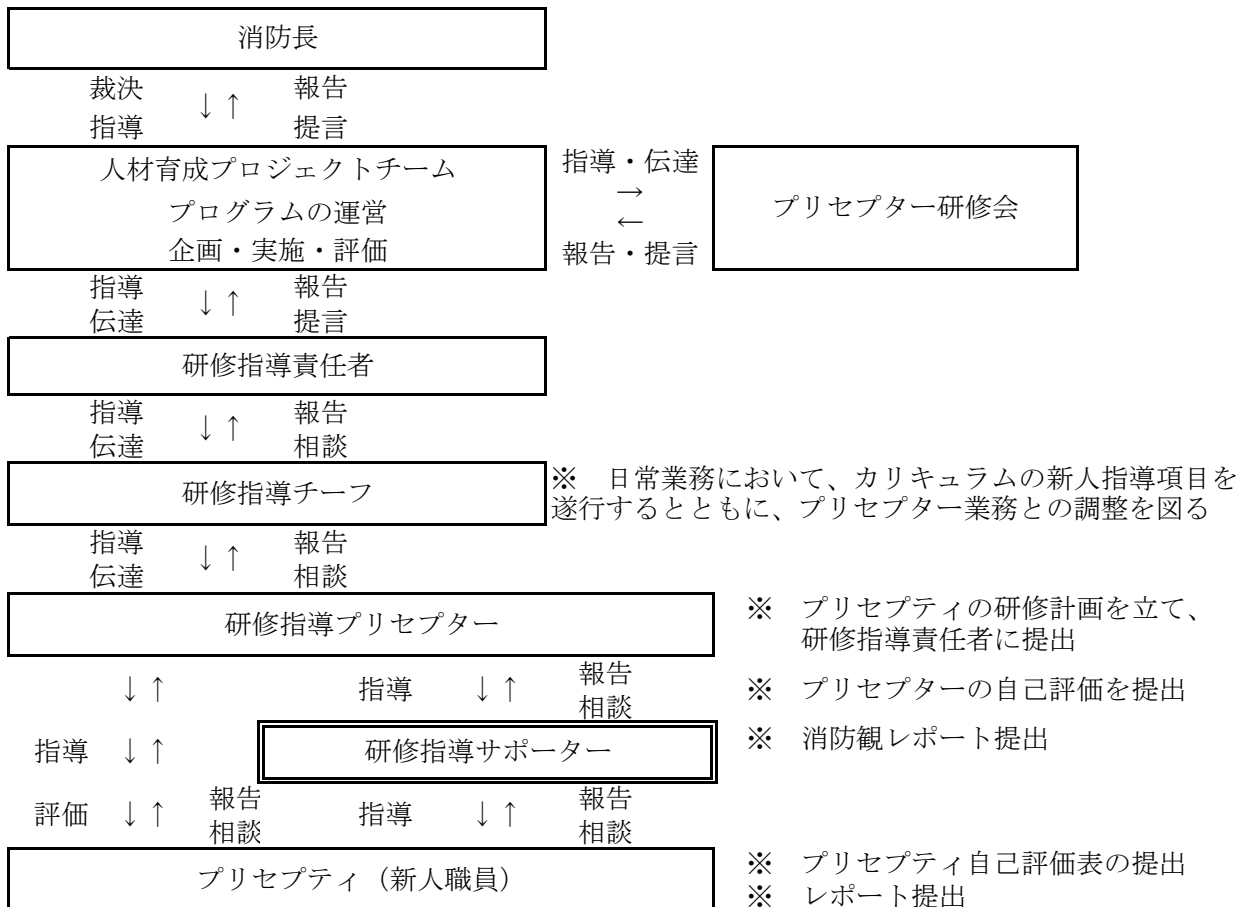 消防長
裁決 ↓↑ 報告
指導 提言
人材育成プロジェクトチーム
プログラムの運営
企画・実施・評価
指導・伝達
→
←
報告・提言
プリセプター研修会
指導 ↓↑ 報告
伝達 提言
研修指導責任者
指導 ↓↑ 報告
伝達 相談
研修指導チーフ
※ 日常業務において、カリキュラムの新人指導項目を
遂行するとともに、プリセプター業務との調整を図る
指導 ↓↑ 報告
伝達 相談
研修指導プリセプター
※ プリセプティの研修計画を立て、
研修指導責任者に提出
↓↑ 指導 ↓↑ 報告
相談
※ プリセプターの自己評価を提出
指導 ↓↑ 研修指導サポーター
※ 消防観レポート提出
評価 ↓↑ 報告 指導 ↓↑ 報告
相談 相談
プリセプティ（新人職員）
※ プリセプティ自己評価表の提出
※ レポート提出